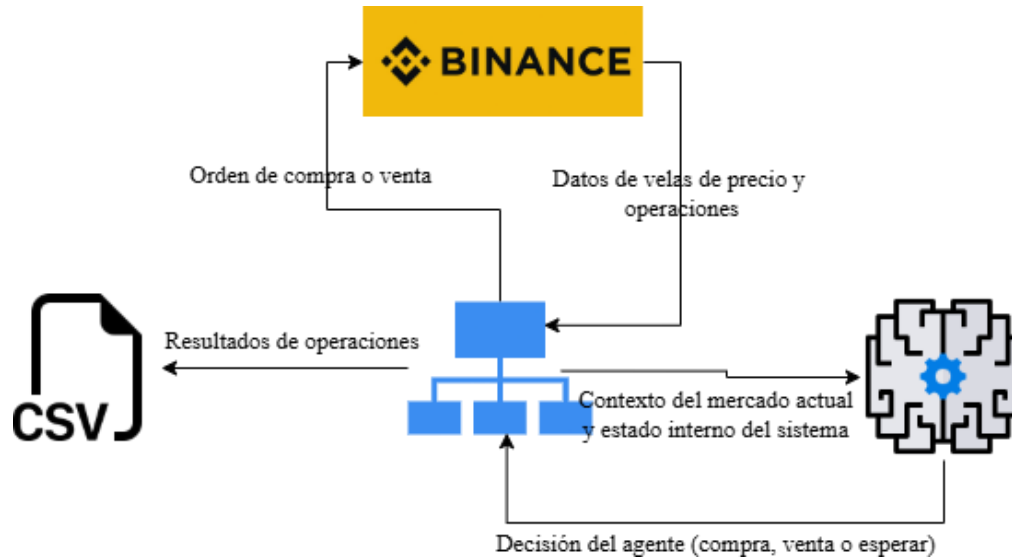 BINANCE
Orden de compra o venta
Datos de velas de precio y
operaciones
Resultados de operaciones
CSV
Contexto del mercado actual
y estado interno del sistema
Decisión del agente (compra, venta o esperar)